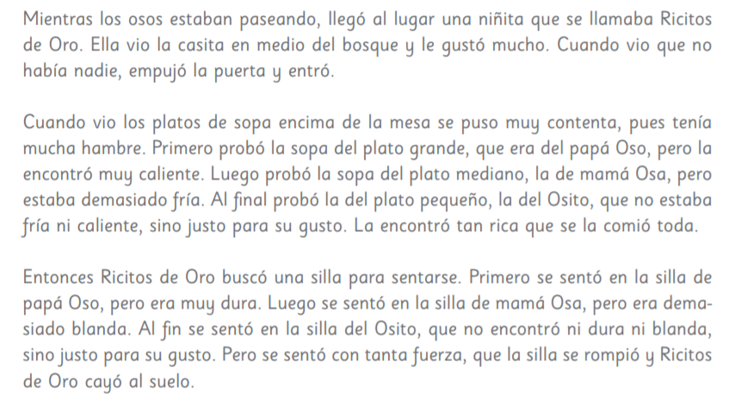 Mientras los osos estaban paseando, llegó al lugar una niñita que se llamaba Ricitos
de Oro. Ella vio la casita en medio del bosque y le gustó mucho. Cuando vio que no
había nadie, empujó la puerta y entró.
Cuando vio los platos de sopa encima de la mesa se puso muy contenta, pues tenía
mucha hambre. Primero probó la sopa del plato grande, que era del papá Oso, pero la
encontró muy caliente. Luego probó la sopa del plato mediano, la de mamá Osa, pero
estaba demasiado fría. Al final probó la del plato pequeño, la del Osito, que no estaba
fría ni caliente, sino justo para su gusto. La encontró tan rica que se la comió toda.
Entonces Ricitos de Oro buscó una silla para sentarse. Primero se sentó en la silla de
papá Oso, pero era muy dura. Luego se sentó en la silla de mamá Osa, pero era dema-
siado blanda. Al fin se sentó en la silla del Osito, que no encontró ni dura ni blanda,
sino justo para su gusto. Pero se sentó con tanta fuerza, que la silla se rompió y Ricitos
de Oro cayó al suelo.